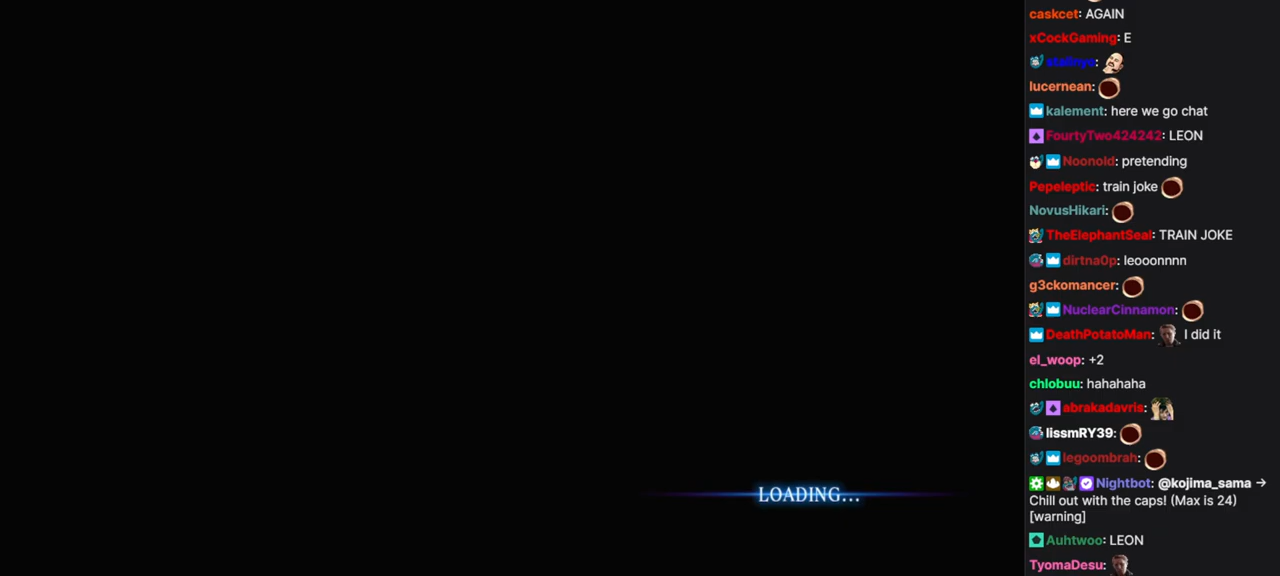 caskcet: AGAIN
xCockGaming: E
lucernean:
kalement: here we go chat
FourtyTwo424242: LEON
Noonold: pretending
Pepeleptic: train joke
NovusHikari:
TheElephantSeal: TRAIN JOKE
dirtna0p: leooonnnn
g3ckomancer:
NuclearCinnamon:
DeathPotatoMan: I did it
el_woop: +2
chlobuu: hahahaha
abrakadavris:
lissmRY39:
legoombrah:
LOADING...
Nightbot: @kojima_sama →
Chill out with the caps! (Max is 24)
[warning]
Auhtwoo: LEON
TyomaDesu: